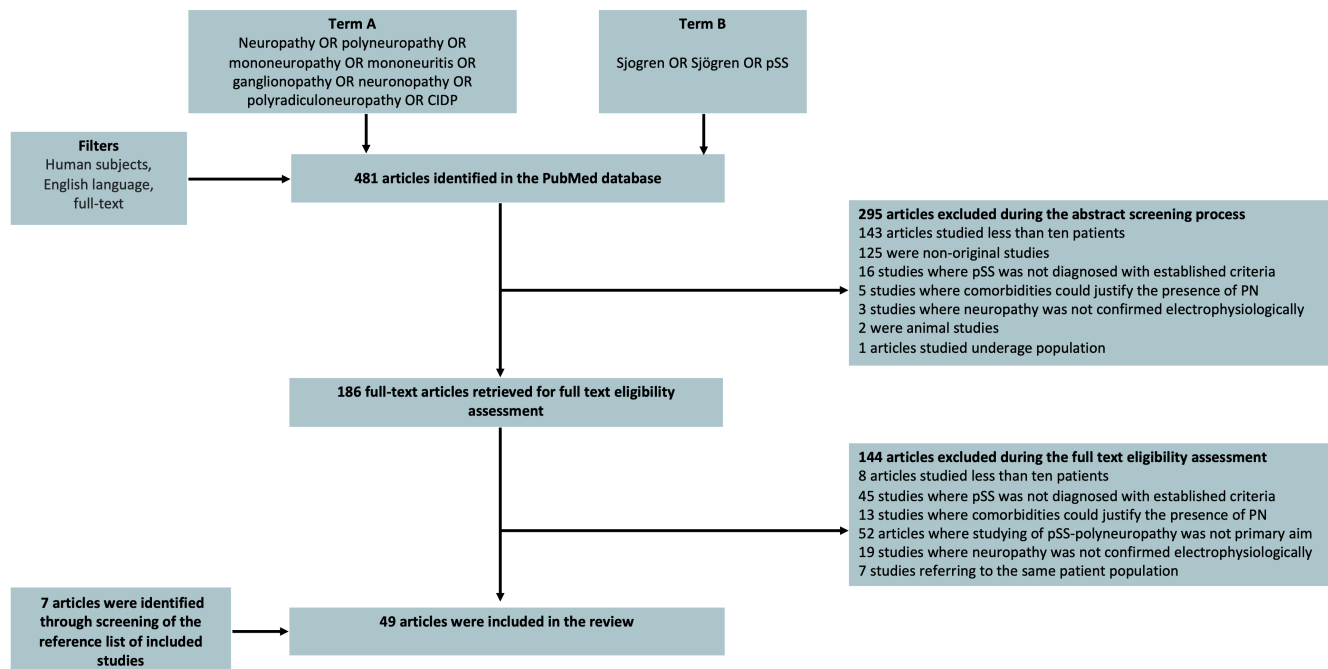 Term A
Neuropathy OR polyneuropathy OR
mononeuropathy OR mononeuritis OR
ganglionopathy OR neuronopathy OR
polyradiculoneuropathy OR CIDP
Term B
Sjogren OR Sjögren OR pSS
Filters
Human subjects,
English language,
full-text
481 articles identified in the PubMed database
295 articles excluded during the abstract screening process
143 articles studied less than ten patients
125 were non-original studies
16 studies where pSS was not diagnosed with established criteria
5 studies where comorbidities could justify the presence of PN
3 studies where neuropathy was not confirmed electrophysiologically
2 were animal studies
1 articles studied underage population
186 full-text articles retrieved for full text eligibility
assessment
144 articles excluded during the full text eligibility assessment
8 articles studied less than ten patients
45 studies where pSS was not diagnosed with established criteria
13 studies where comorbidities could justify the presence of PN
52 articles where studying of pSS-polyneuropathy was not primary aim
19 studies where neuropathy was not confirmed electrophysiologically
7 studies referring to the same patient population
7 articles were identified
through screening of the
reference list of included
studies
49 articles were included in the review